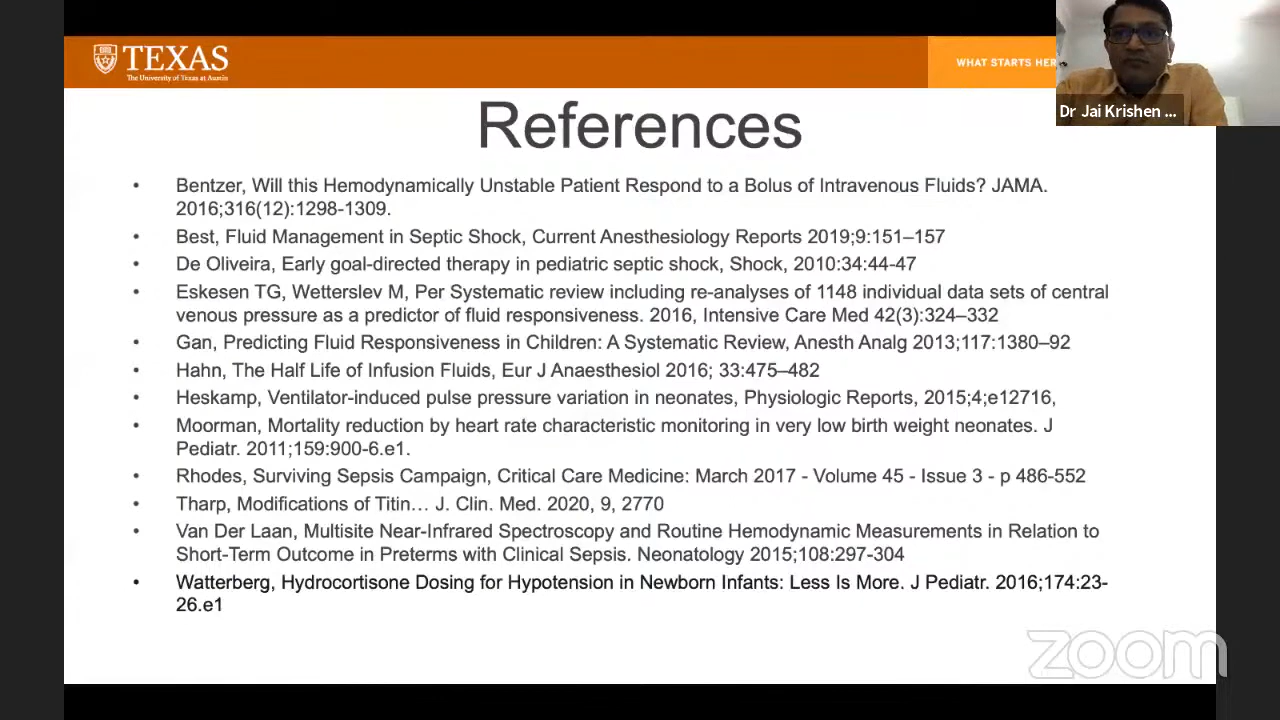 TEXAS
The University of Texas at Austin
WHAT STARTS HER
Dr Jai Krishen ...
References
• Bentzer, Will this Hemodynamically Unstable Patient Respond to a Bolus of Intravenous Fluids? JAMA.
2016;316(12):1298-1309.
• Best, Fluid Management in Septic Shock, Current Anesthesiology Reports 2019;9:151–157
• De Oliveira, Early goal-directed therapy in pediatric septic shock, Shock, 2010:34:44-47
• Eskesen TG, Wetterslev M, Per Systematic review including re-analyses of 1148 individual data sets of central
venous pressure as a predictor of fluid responsiveness. 2016, Intensive Care Med 42(3):324–332
• Gan, Predicting Fluid Responsiveness in Children: A Systematic Review, Anesth Analg 2013;117:1380–92
• Hahn, The Half Life of Infusion Fluids, Eur J Anaesthesiol 2016; 33:475–482
• Heskamp, Ventilator-induced pulse pressure variation in neonates, Physiologic Reports, 2015;4;e12716,
• Moorman, Mortality reduction by heart rate characteristic monitoring in very low birth weight neonates. J
Pediatr. 2011;159:900-6.e1.
• Rhodes, Surviving Sepsis Campaign, Critical Care Medicine: March 2017 - Volume 45 - Issue 3 - p 486-552
• Tharp, Modifications of Titin… J. Clin. Med. 2020, 9, 2770
• Van Der Laan, Multisite Near-Infrared Spectroscopy and Routine Hemodynamic Measurements in Relation to
Short-Term Outcome in Preterms with Clinical Sepsis. Neonatology 2015;108:297-304
• Watterberg, Hydrocortisone Dosing for Hypotension in Newborn Infants: Less Is More. J Pediatr. 2016;174:23-
26.e1
zoom